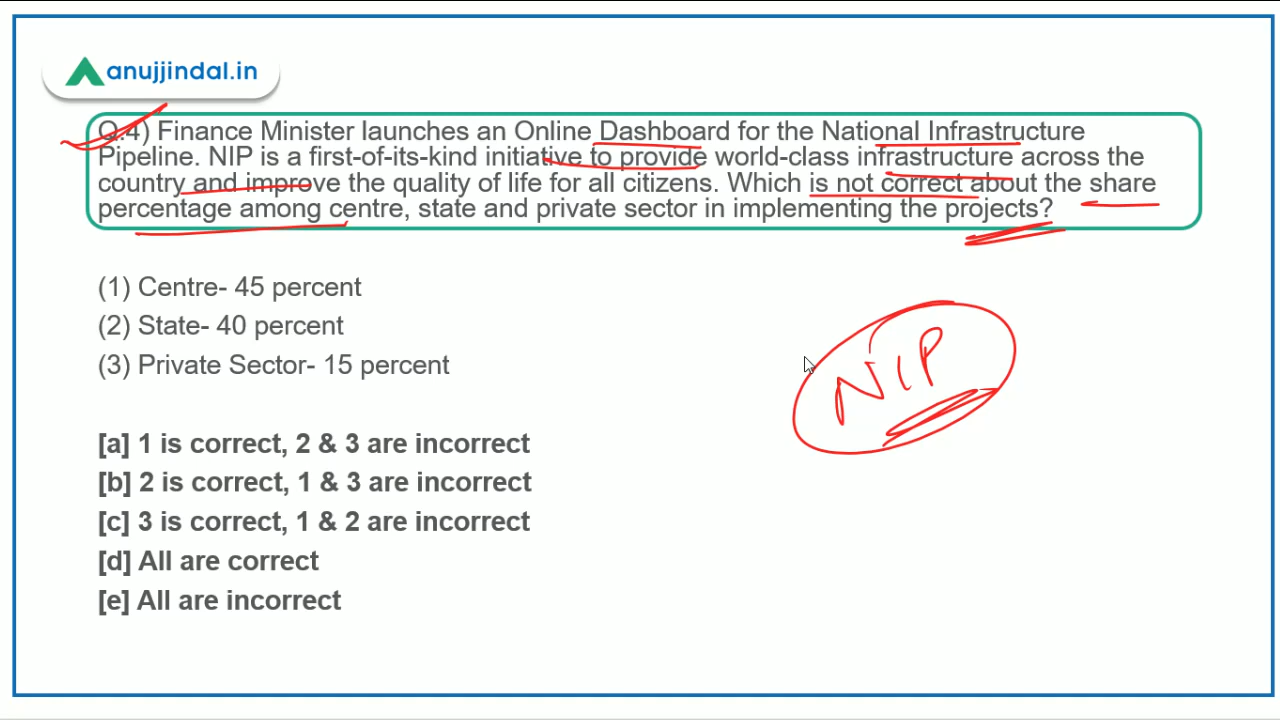 anujjindal.in
Q.4) Finance Minister launches an Online Dashboard for the National Infrastructure
Pipeline. NIP is a first-of-its-kind initiative to provide world-class infrastructure across the
country and improve the quality of life for all citizens. Which is not correct about the share
percentage among centre, state and private sector in implementing the projects?
(1) Centre- 45 percent
(2) State- 40 percent
(3) Private Sector- 15 percent
NIP
[a] 1 is correct, 2 & 3 are incorrect
[b] 2 is correct, 1 & 3 are incorrect
[c] 3 is correct, 1 & 2 are incorrect
[d] All are correct
[e] All are incorrect